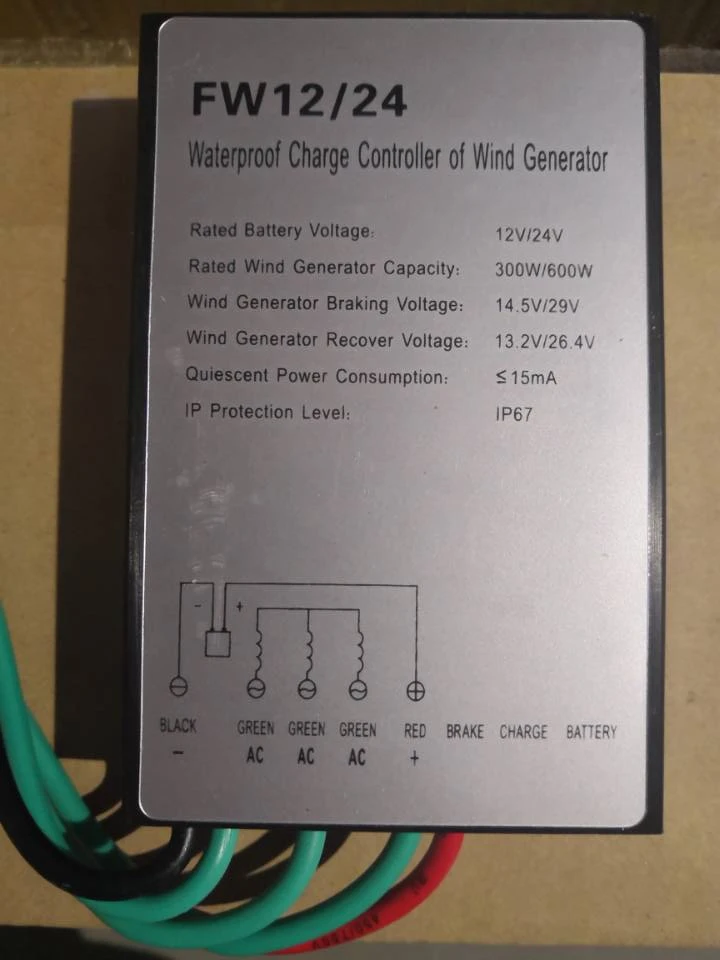 FW12/24
Waterproof Charge Controller of Wind Generator
Rated Battery Voltage: 12V/24V
Rated Wind Generator Capacity: 300W/600W
Wind Generator Braking Voltage: 14.5V/29V
Wind Generator Recover Voltage: 13.2V/26.4V
Quiescent Power Consumption: ≤15mA
IP Protection Level: IP67
- +
BLACK GREEN GREEN GREEN RED BRAKE CHARGE BATTERY
- AC AC AC +